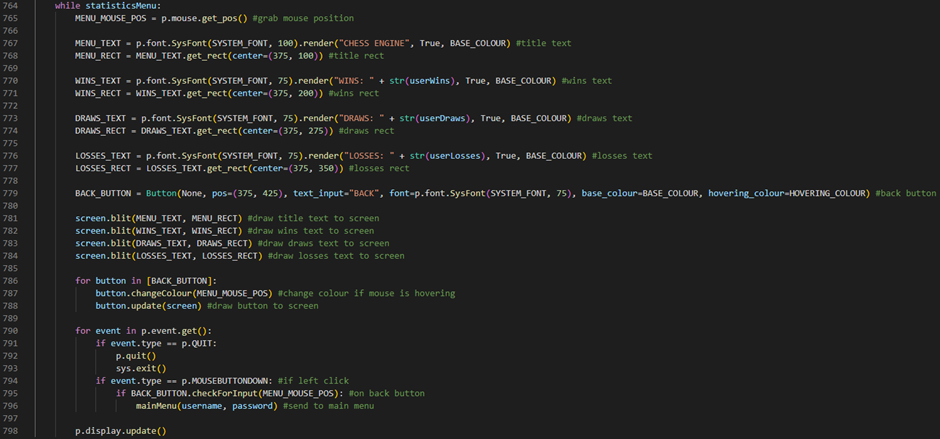 764 while statisticsMenu:
765 MENU_MOUSE_POS = p.mouse.get_pos() #grab mouse position
766
767 MENU_TEXT = p.font.SysFont(SYSTEM_FONT, 100).render("CHESS ENGINE", True, BASE_COLOUR) #title text
768 MENU_RECT = MENU_TEXT.get_rect(center=(375, 100)) #title rect
769
770 WINS_TEXT = p.font.SysFont(SYSTEM_FONT, 75).render("WINS: " + str(userWins), True, BASE_COLOUR) #wins text
771 WINS_RECT = WINS_TEXT.get_rect(center=(375, 200)) #wins rect
772
773 DRAWS_TEXT = p.font.SysFont(SYSTEM_FONT, 75).render("DRAWS: " + str(userDraws), True, BASE_COLOUR) #draws text
774 DRAWS_RECT = DRAWS_TEXT.get_rect(center=(375, 275)) #draws rect
775
776 LOSSES_TEXT = p.font.SysFont(SYSTEM_FONT, 75).render("LOSSES: " + str(userLosses), True, BASE_COLOUR) #losses text
777 LOSSES_RECT = LOSSES_TEXT.get_rect(center=(375, 350)) #losses rect
778
779 BACK_BUTTON = Button(None, pos=(375, 425), text_input="BACK", font=p.font.SysFont(SYSTEM_FONT, 75), base_colour=BASE_COLOUR, hovering_colour=HOVERING_COLOUR) #back button
780
781 screen.blit(MENU_TEXT, MENU_RECT) #draw title text to screen
782 screen.blit(WINS_TEXT, WINS_RECT) #draw wins text to screen
783 screen.blit(DRAWS_TEXT, DRAWS_RECT) #draw draws text to screen
784 screen.blit(LOSSES_TEXT, LOSSES_RECT) #draw losses text to screen
785
786 for button in [BACK_BUTTON]:
787 button.changeColour(MENU_MOUSE_POS) #change colour if mouse is hovering
788 button.update(screen) #draw button to screen
789
790 for event in p.event.get():
791 if event.type == p.QUIT:
792 p.quit()
793 sys.exit()
794 if event.type == p.MOUSEBUTTONDOWN: #if left click
795 if BACK_BUTTON.checkForInput(MENU_MOUSE_POS): #on back button
796 mainMenu(username, password) #send to main menu
797
798 p.display.update()